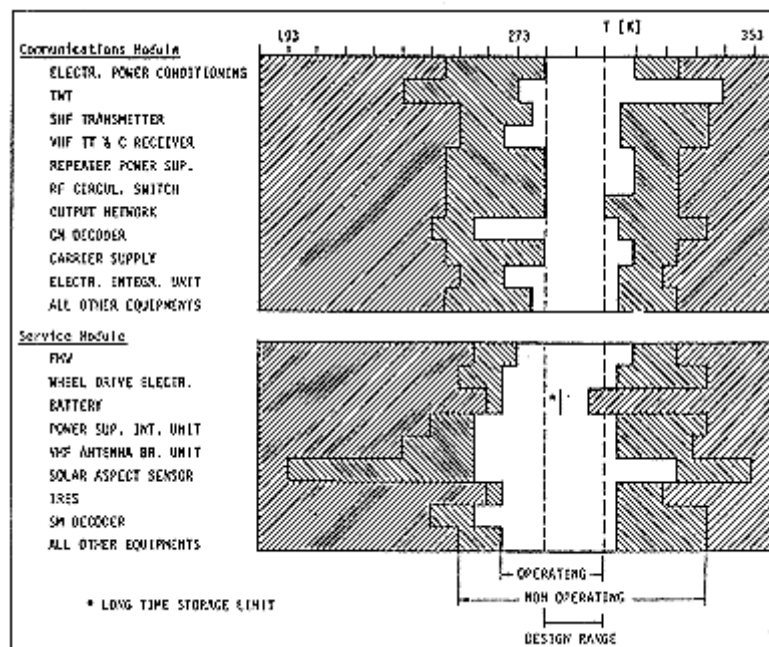 T [K]
193 273 353
Communications Module
ELECTR. POWER CONDITIONING
TWT
SHF TRANSMITTER
VHF TT & C RECEIVER
REPEATER POWER SUP.
RF CIRCUL. SWITCH
OUTPUT NETWORK
CM DECODER
CARRIER SUPPLY
ELECTR. INTEGR. UNIT
ALL OTHER EQUIPMENTS
Service Module
FMW
WHEEL DRIVE ELECTR.
BATTERY
*
POWER SUP. INT. UNIT
VHF ANTENNA BR. UNIT
SOLAR ASPECT SENSOR
IRES
SM DECODER
ALL OTHER EQUIPMENTS
OPERATING
NON OPERATING
* LONG TIME STORAGE LIMIT
DESIGN RANGE